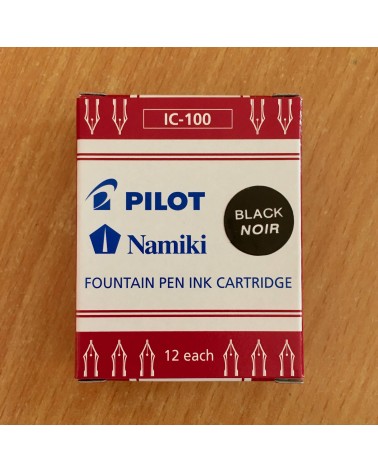 IC-100
PILOT
BLACK
NOIR
Namiki
FOUNTAIN PEN INK CARTRIDGE
12 each